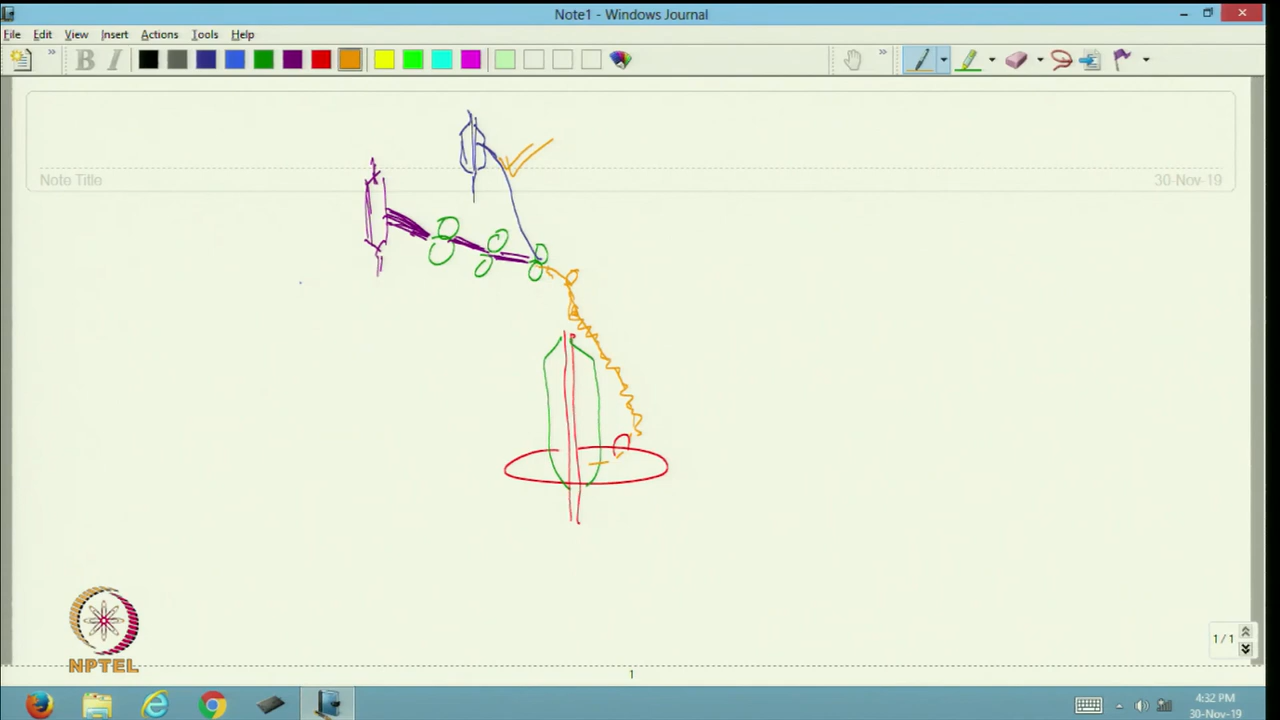 Note1 - Windows Journal
File Edit View Insert Actions Tools Help
B I
Note Title
30-Nov-19
NPTEL
1 / 1
1
4:32 PM
30-Nov-19